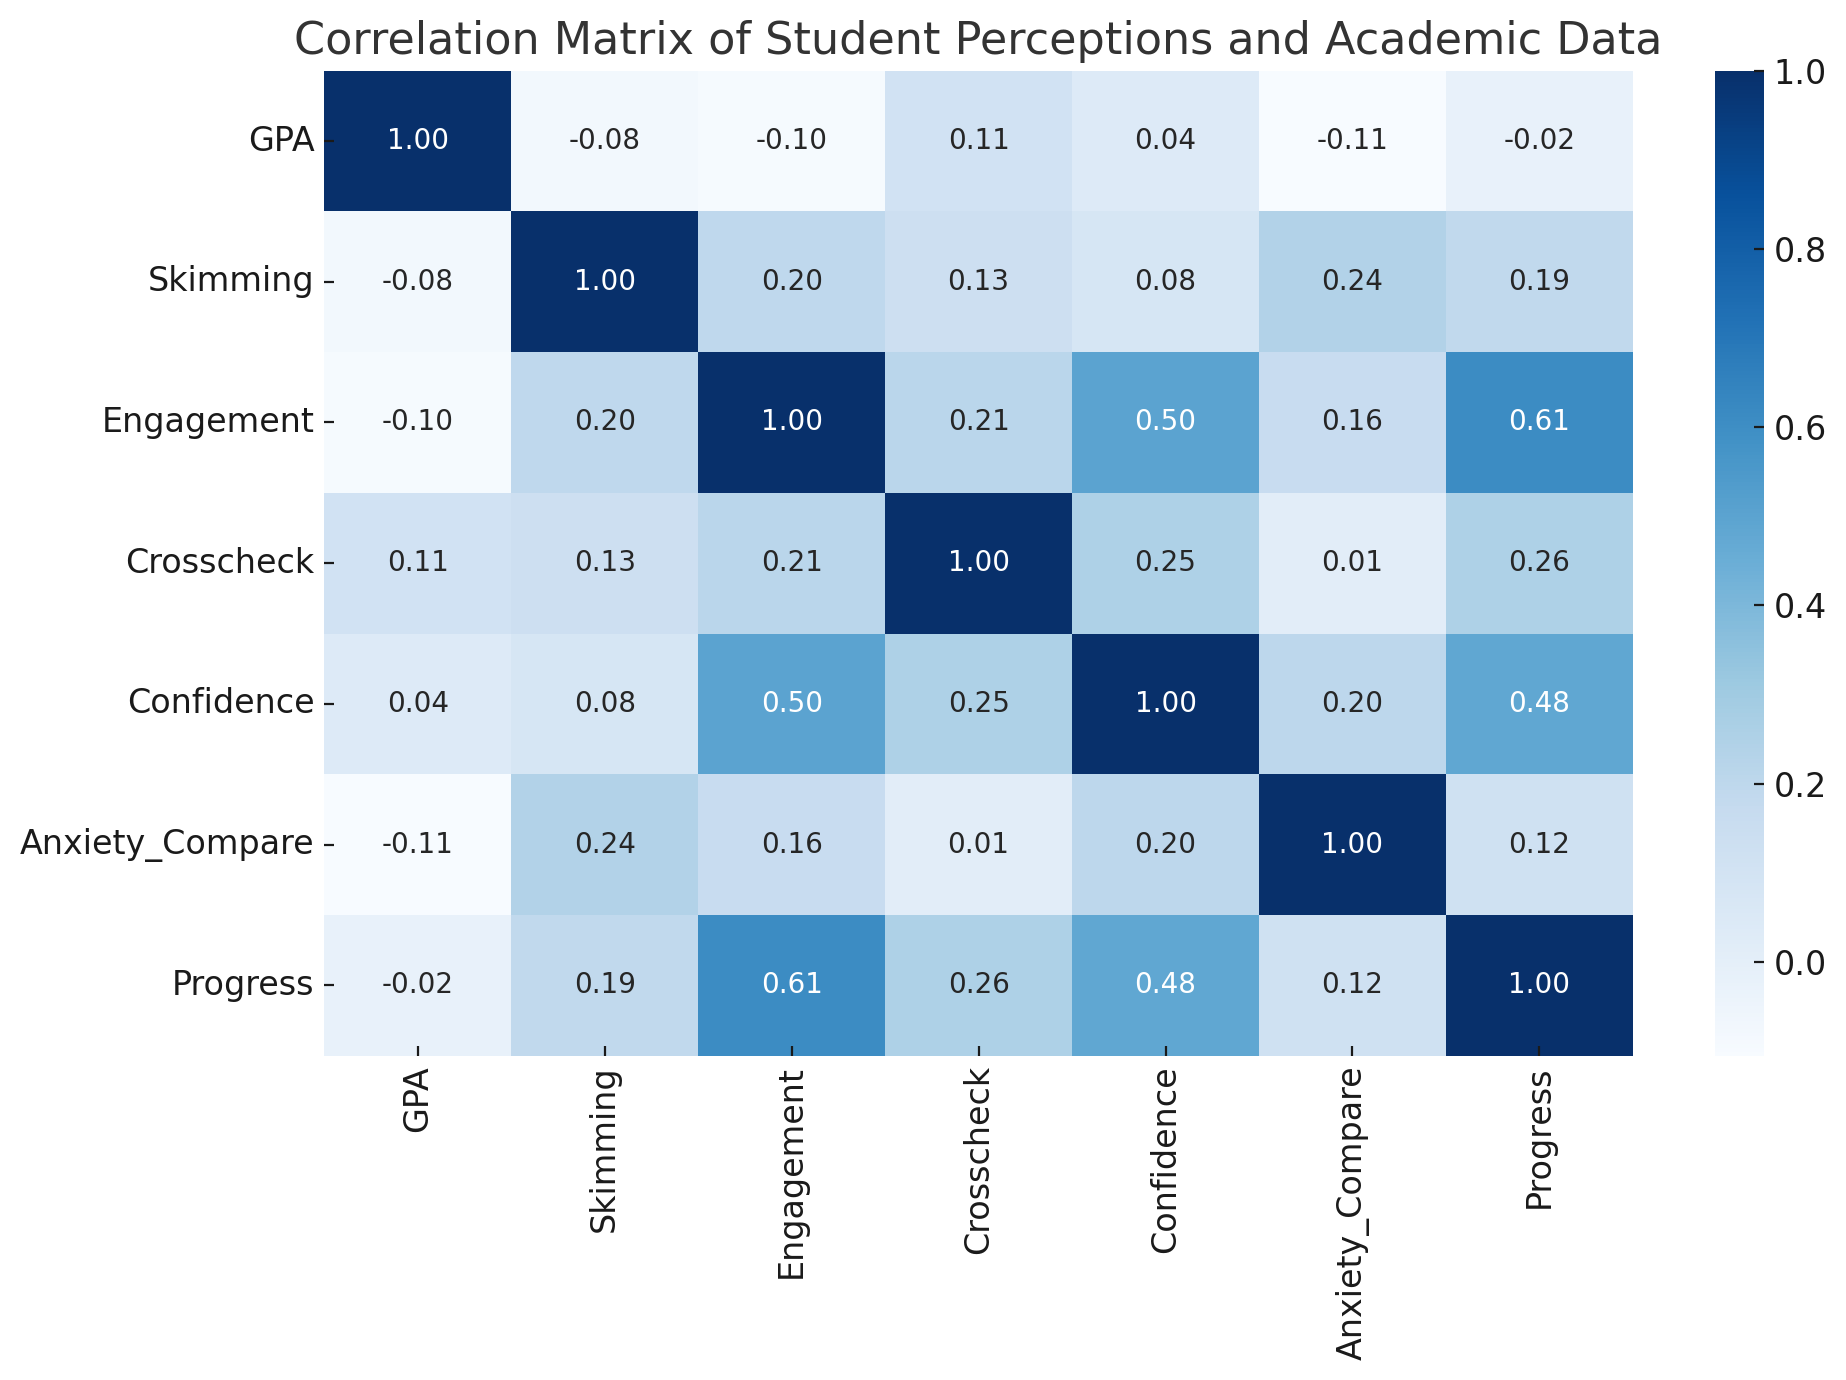 Correlation Matrix of Student Perceptions and Academic Data
GPA 1.00 -0.08 -0.10 0.11 0.04 -0.11 -0.02
Skimming -0.08 1.00 0.20 0.13 0.08 0.24 0.19
Engagement -0.10 0.20 1.00 0.21 0.50 0.16 0.61
Crosscheck 0.11 0.13 0.21 1.00 0.25 0.01 0.26
Confidence 0.04 0.08 0.50 0.25 1.00 0.20 0.48
Anxiety_Compare -0.11 0.24 0.16 0.01 0.20 1.00 0.12
Progress -0.02 0.19 0.61 0.26 0.48 0.12 1.00
GPA
Skimming
Engagement
Crosscheck
Confidence
Anxiety_Compare
Progress
1.0
0.8
0.6
0.4
0.2
0.0